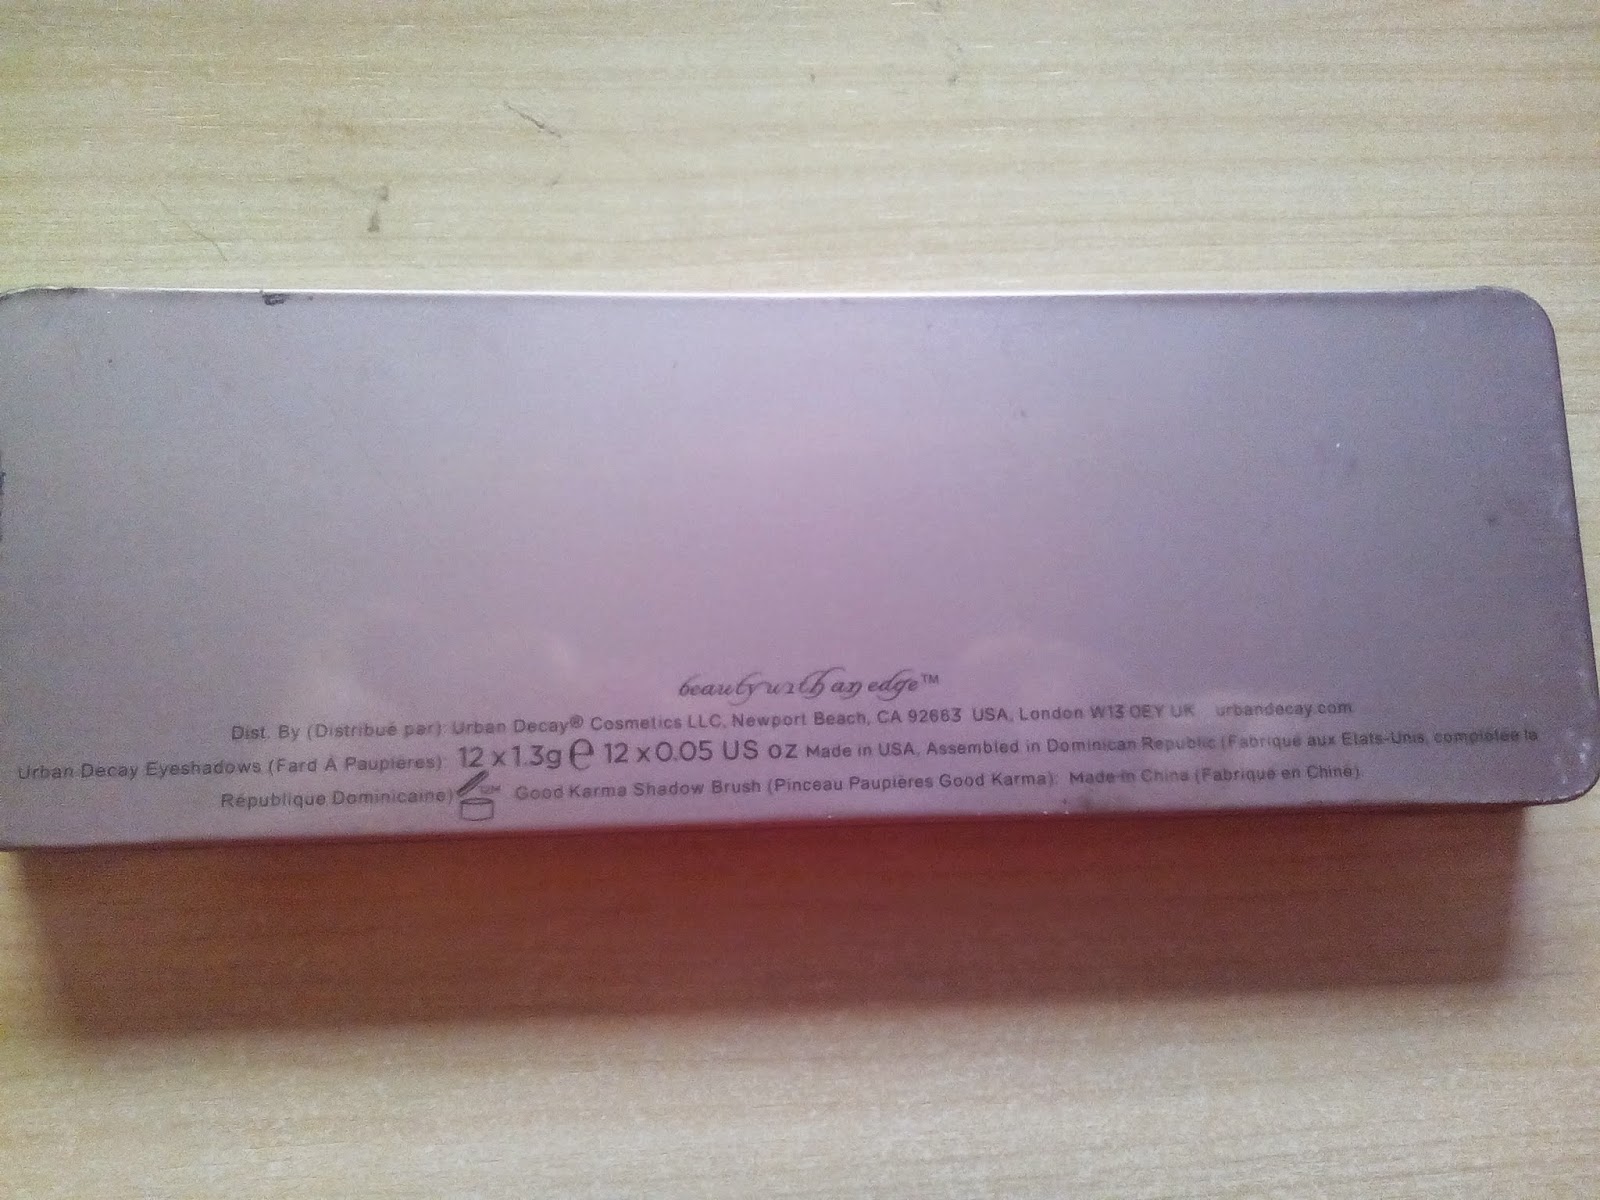 beauty with an edge™
Dist. By (Distribué par): Urban Decay® Cosmetics LLC, Newport Beach, CA 92663 USA, London W13 0EY UK urbandecay.com
Urban Decay Eyeshadows (Fard À Paupières): 12 x 1.3g ℮ 12 x 0.05 US oz Made in USA, Assembled in Dominican Republic (Fabriqué aux Etats-Unis, complétée la
République Dominicaine) 12M Good Karma Shadow Brush (Pinceau Paupières Good Karma): Made in China (Fabriqué en Chine)